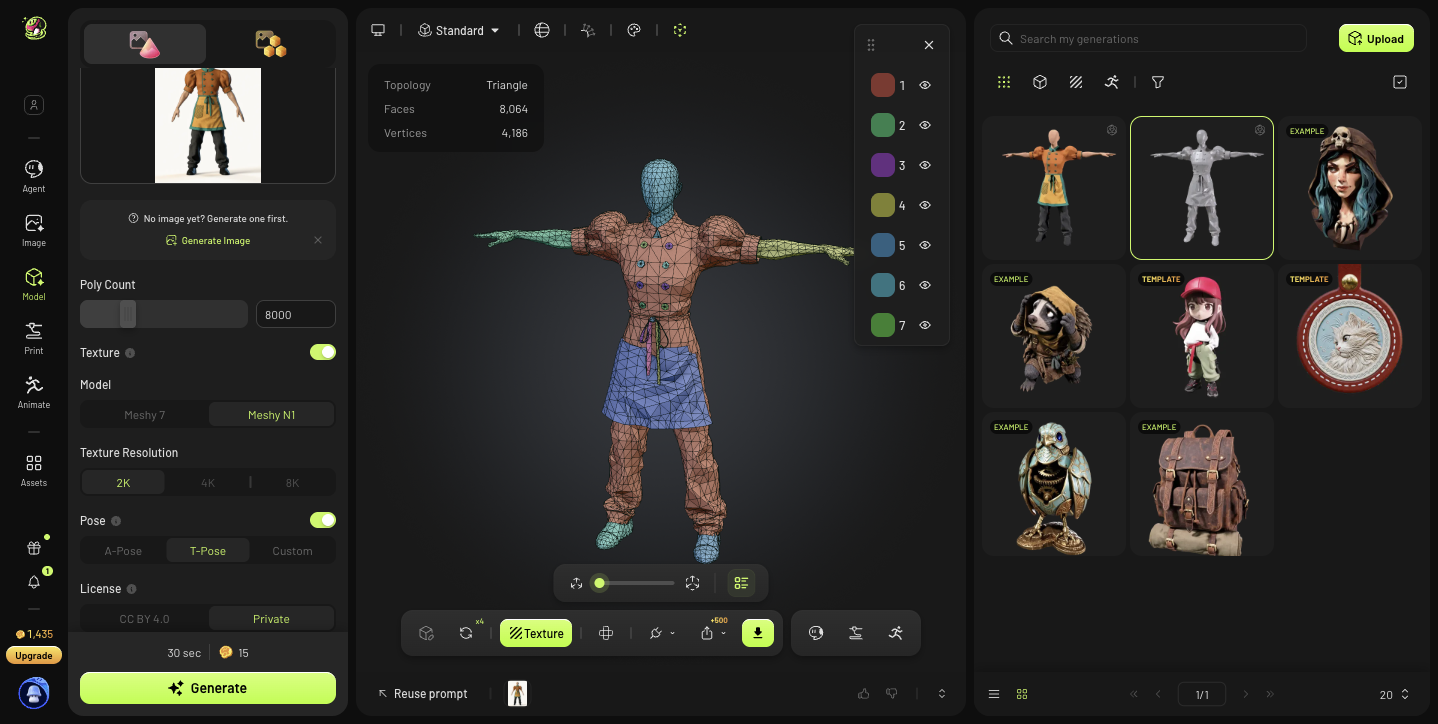 Agent
Image
Model
Print
Animate
Assets
1
1,435
Upgrade
No image yet? Generate one first.
Generate Image
Poly Count
8000
Texture
Model
Meshy 7
Meshy N1
Texture Resolution
2K
4K
8K
Pose
A-Pose
T-Pose
Custom
License
CC BY 4.0
Private
30 sec
15
Generate
Standard
Topology Triangle
Faces 8,064
Vertices 4,186
1
2
3
4
5
6
7
x4
Texture
+500
Reuse prompt
Search my generations
Upload
EXAMPLE
EXAMPLE
TEMPLATE
TEMPLATE
EXAMPLE
EXAMPLE
1/1
20